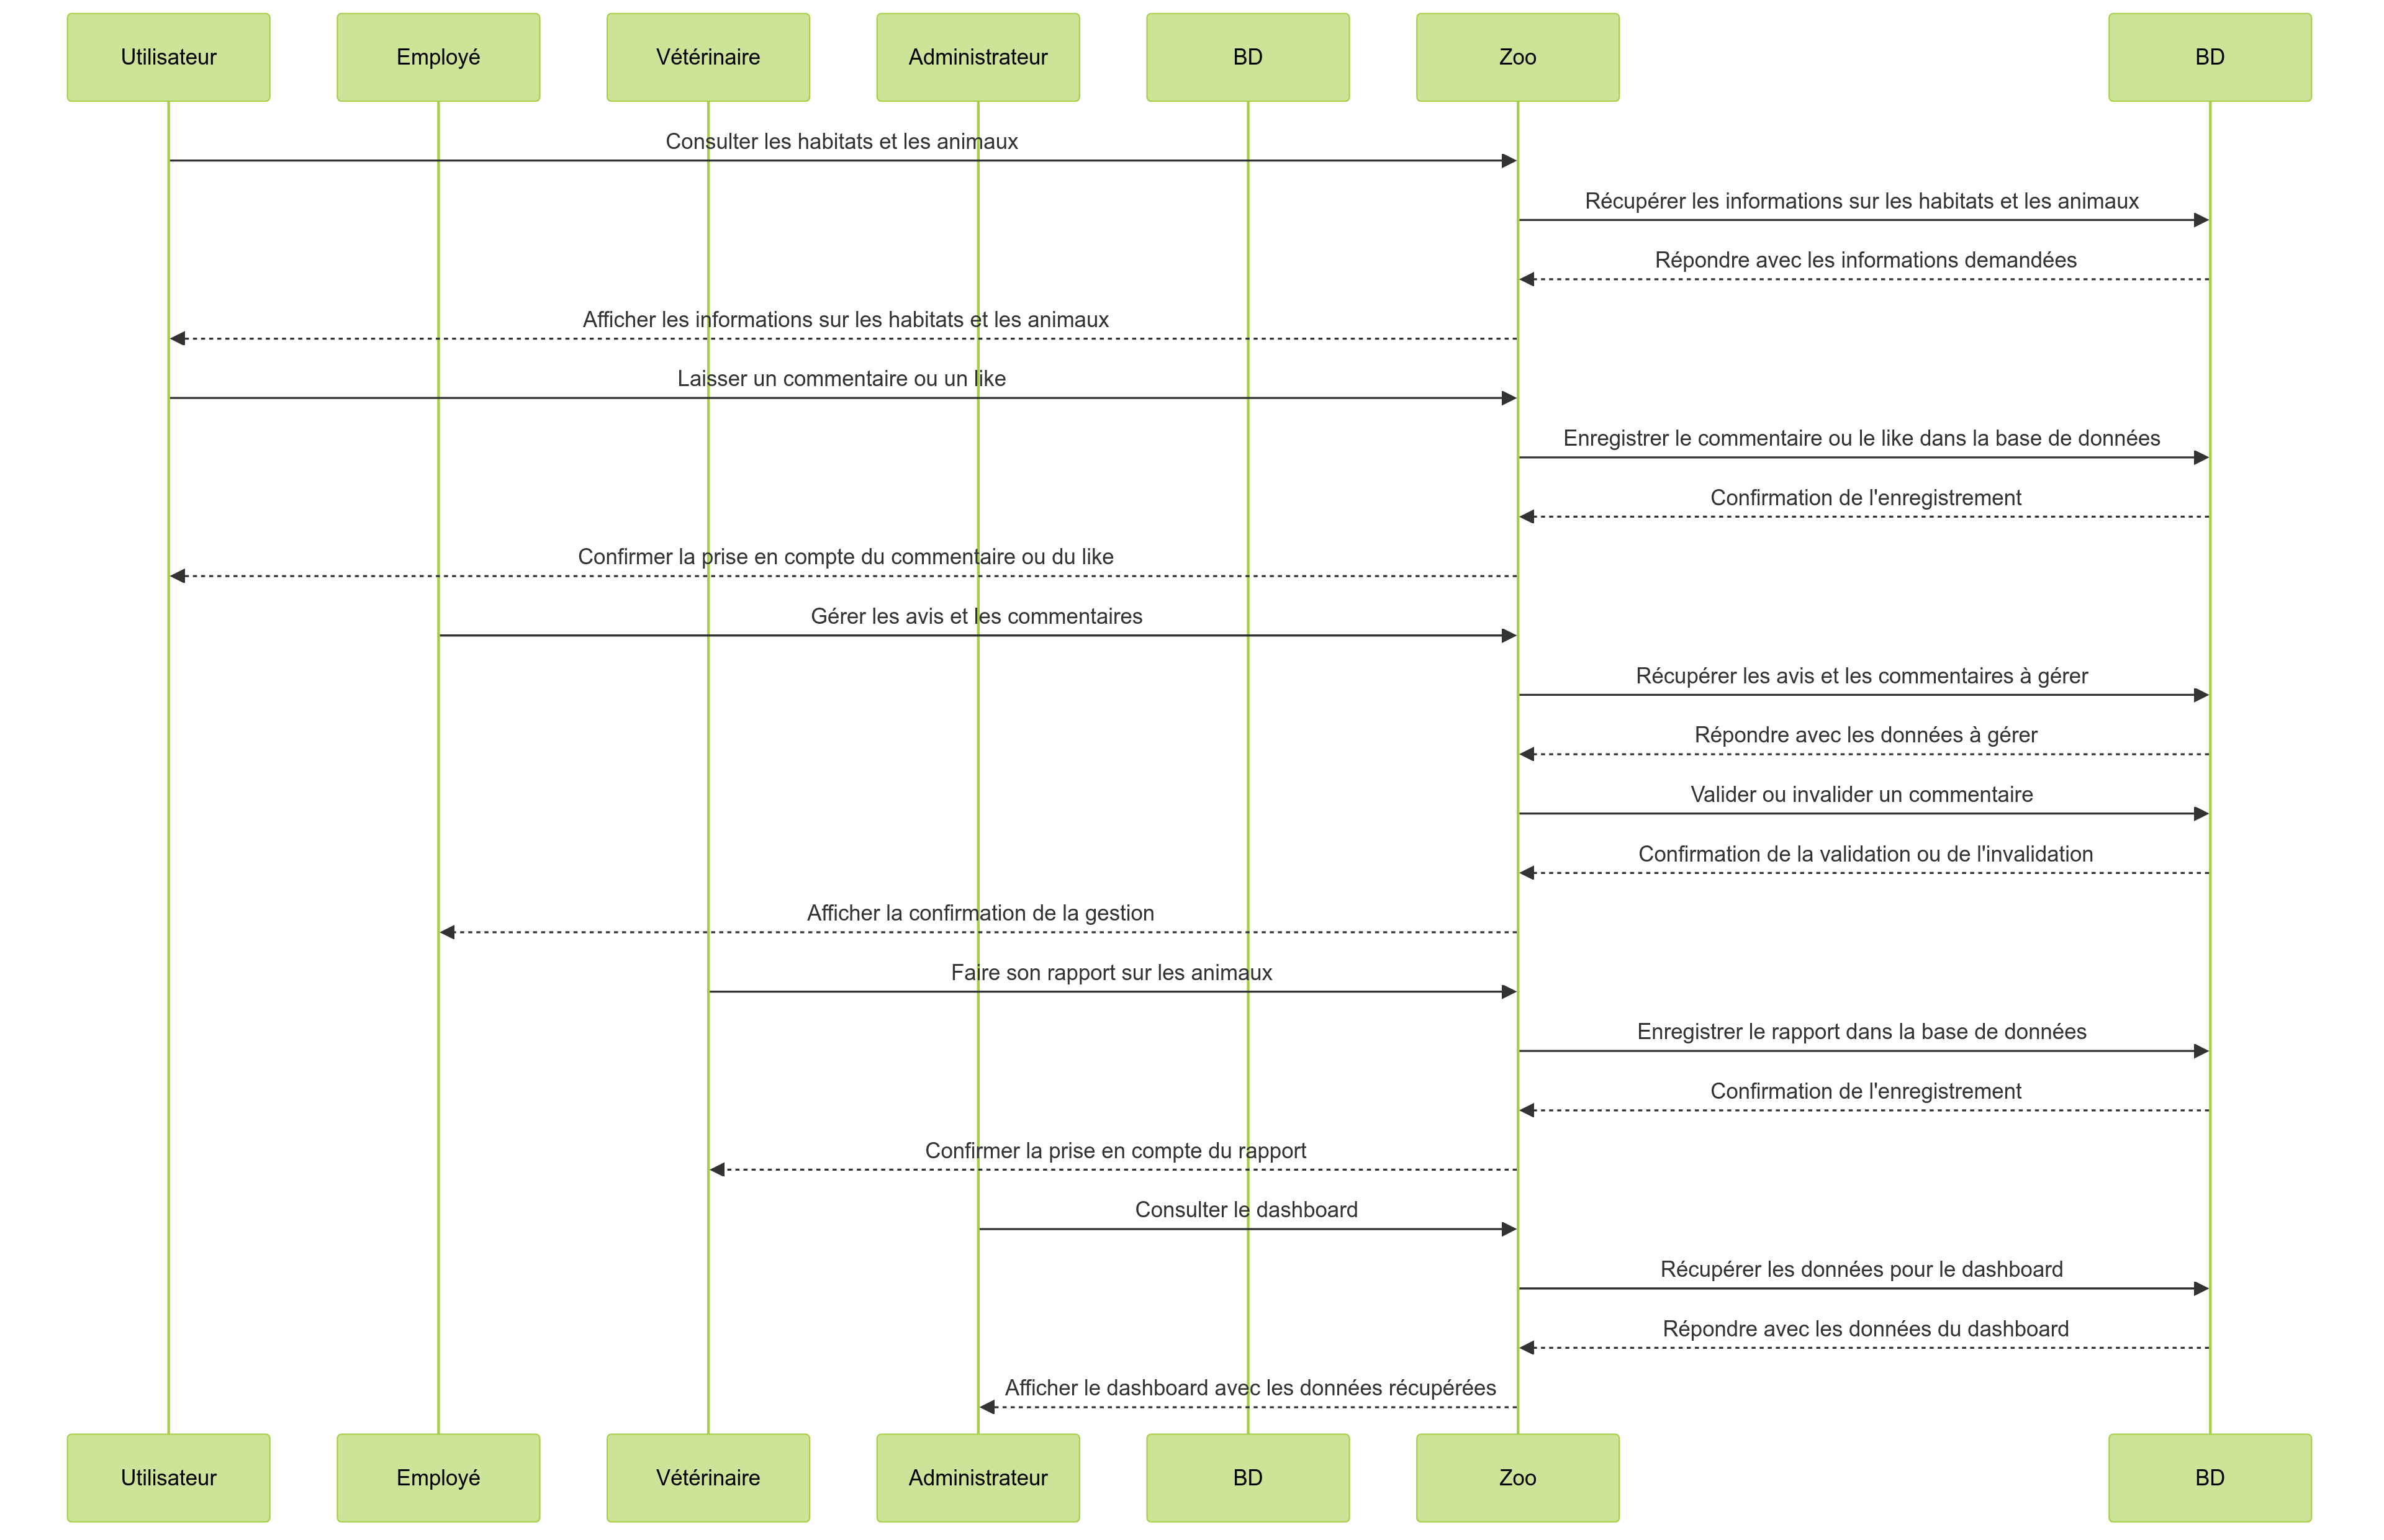 Utilisateur
Employé
Vétérinaire
Administrateur
BD
Zoo
BD
Consulter les habitats et les animaux
Récupérer les informations sur les habitats et les animaux
Répondre avec les informations demandées
Afficher les informations sur les habitats et les animaux
Laisser un commentaire ou un like
Enregistrer le commentaire ou le like dans la base de données
Confirmation de l'enregistrement
Confirmer la prise en compte du commentaire ou du like
Gérer les avis et les commentaires
Récupérer les avis et les commentaires à gérer
Répondre avec les données à gérer
Valider ou invalider un commentaire
Confirmation de la validation ou de l'invalidation
Afficher la confirmation de la gestion
Faire son rapport sur les animaux
Enregistrer le rapport dans la base de données
Confirmation de l'enregistrement
Confirmer la prise en compte du rapport
Consulter le dashboard
Récupérer les données pour le dashboard
Répondre avec les données du dashboard
Afficher le dashboard avec les données récupérées
Utilisateur
Employé
Vétérinaire
Administrateur
BD
Zoo
BD